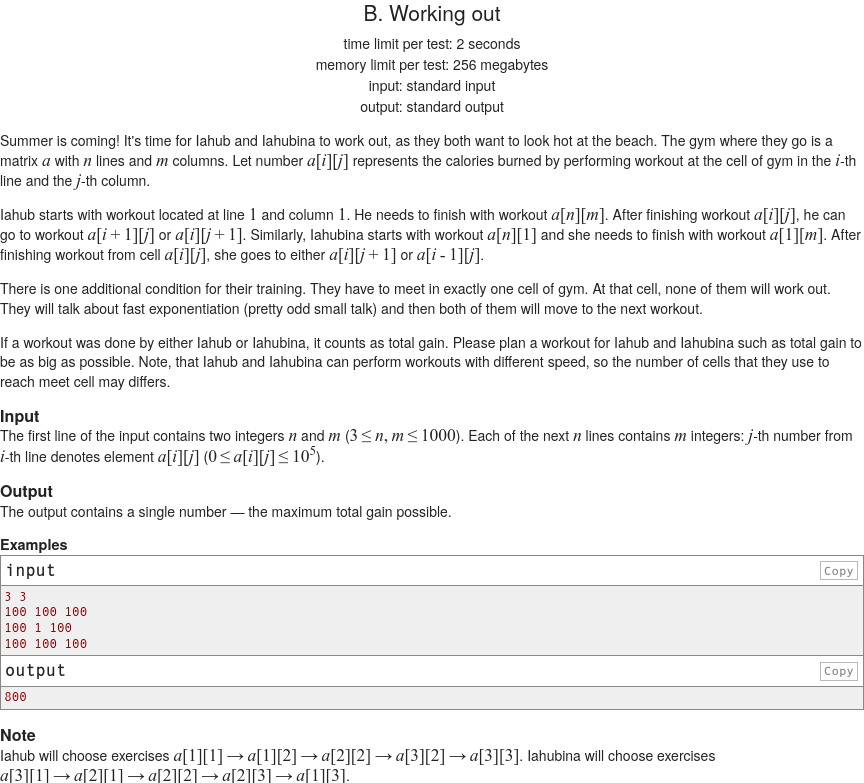 B. Working out
time limit per test: 2 seconds
memory limit per test: 256 megabytes
input: standard input
output: standard output
Summer is coming! It's time for Iahub and Iahubina to work out, as they both want to look hot at the beach. The gym where they go is a
matrix a with n lines and m columns. Let number a[i][j] represents the calories burned by performing workout at the cell of gym in the i-th
line and the j-th column.
Iahub starts with workout located at line 1 and column 1. He needs to finish with workout a[n][m]. After finishing workout a[i][j], he can
go to workout a[i + 1][j] or a[i][j + 1]. Similarly, Iahubina starts with workout a[n][1] and she needs to finish with workout a[1][m]. After
finishing workout from cell a[i][j], she goes to either a[i][j + 1] or a[i - 1][j].
There is one additional condition for their training. They have to meet in exactly one cell of gym. At that cell, none of them will work out.
They will talk about fast exponentiation (pretty odd small talk) and then both of them will move to the next workout.
If a workout was done by either Iahub or Iahubina, it counts as total gain. Please plan a workout for Iahub and Iahubina such as total gain to
be as big as possible. Note, that Iahub and Iahubina can perform workouts with different speed, so the number of cells that they use to
reach meet cell may differs.
Input
The first line of the input contains two integers n and m (3 ≤ n, m ≤ 1000). Each of the next n lines contains m integers: j-th number from
i-th line denotes element a[i][j] (0 ≤ a[i][j] ≤ 10^5).
Output
The output contains a single number — the maximum total gain possible.
Examples
input Copy
3 3
100 100 100
100 1 100
100 100 100
output Copy
800
Note
Iahub will choose exercises a[1][1] → a[1][2] → a[2][2] → a[3][2] → a[3][3]. Iahubina will choose exercises
a[3][1] → a[2][1] → a[2][2] → a[2][3] → a[1][3].